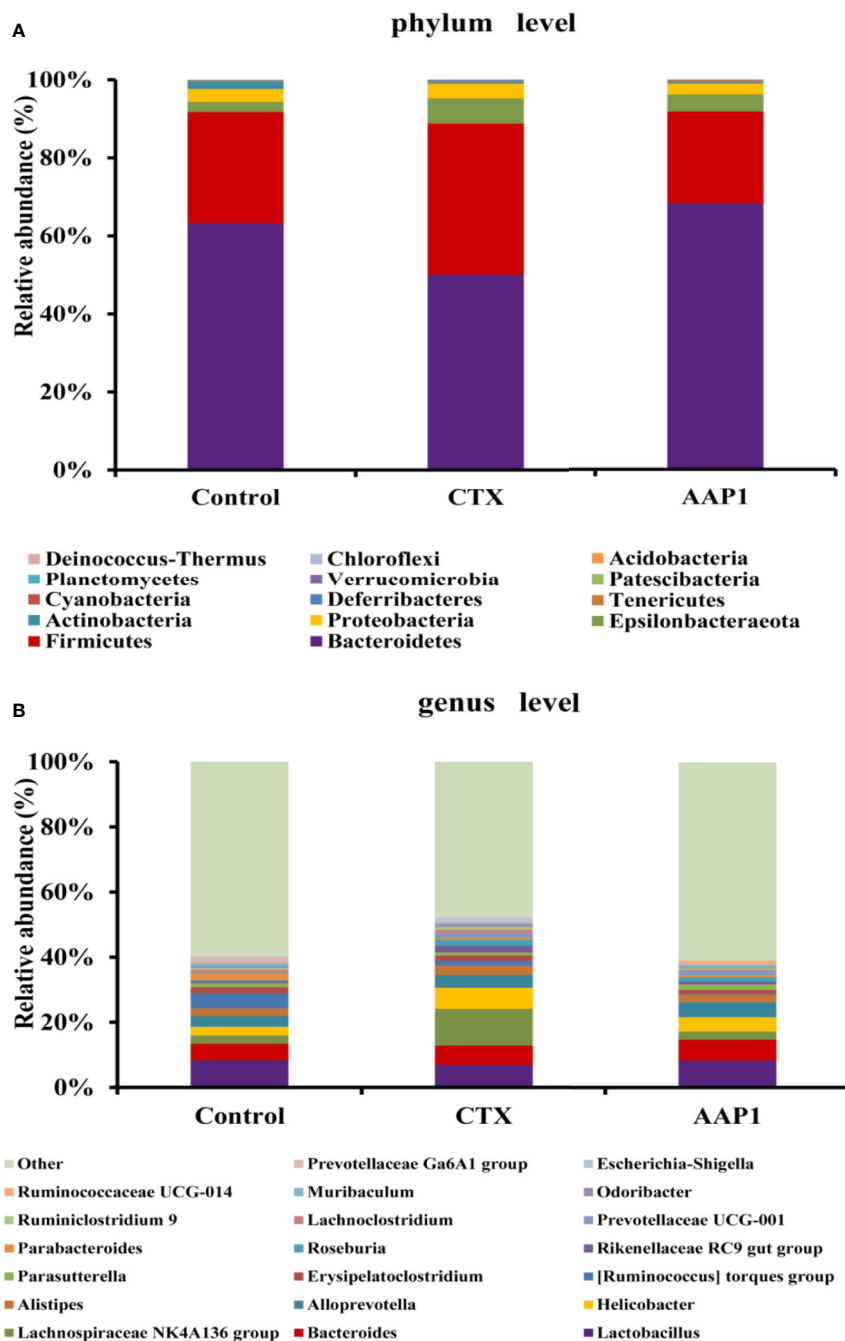 A
phylum level
Relative abundance (%)
100%
80%
60%
40%
20%
0%
Control CTX AAP1
Deinococcus-Thermus Chloroflexi Acidobacteria
Planctomycetes Verrucomicrobia Patescibacteria
Cyanobacteria Deferribacteres Tenericutes
Actinobacteria Proteobacteria Epsilonbacteraeota
Firmicutes Bacteroidetes
B
genus level
Relative abundance (%)
100%
80%
60%
40%
20%
0%
Control CTX AAP1
Other Prevotellaceae Ga6A1 group Escherichia-Shigella
Ruminococcaceae UCG-014 Muribaculum Odoribacter
Ruminiclostridium 9 Lachnoclostridium Prevotellaceae UCG-001
Parabacteroides Roseburia Rikenellaceae RC9 gut group
Parasutterella Erysipelatoclostridium [Ruminococcus] torques group
Alistipes Alloprevotella Helicobacter
Lachnospiraceae NK4A136 group Bacteroides Lactobacillus